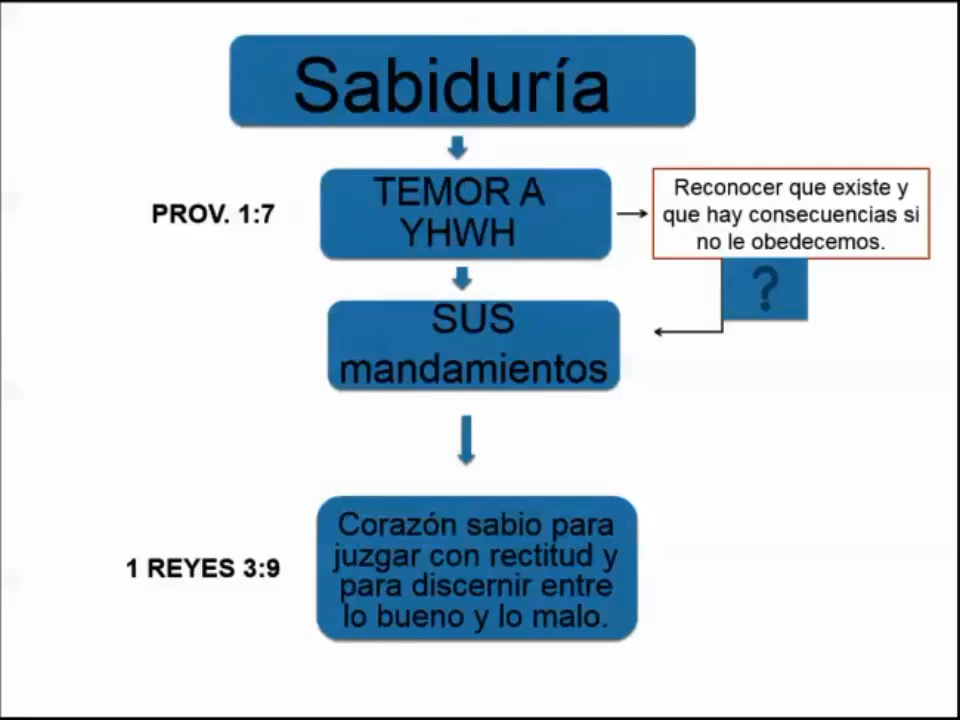 Sabiduría
PROV. 1:7
TEMOR A
YHWH
Reconocer que existe y
que hay consecuencias si
no le obedecemos.
?
SUS
mandamientos
1 REYES 3:9
Corazón sabio para
juzgar con rectitud y
para discernir entre
lo bueno y lo malo.